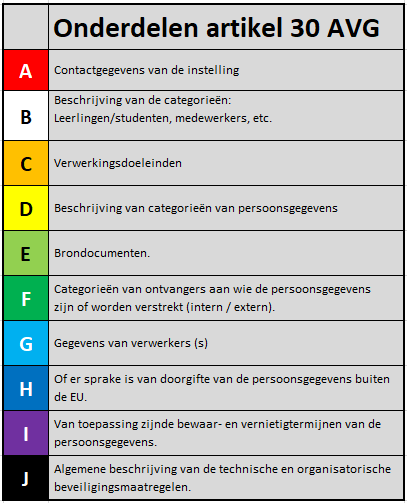 Onderdelen artikel 30 AVG
A Contactgegevens van de instelling
B Beschrijving van de categorieën:
Leerlingen/studenten, medewerkers, etc.
C Verwerkingsdoeleinden
D Beschrijving van categorieën van persoonsgegevens
E Brondocumenten.
F Categorieën van ontvangers aan wie de persoonsgegevens
zijn of worden verstrekt (intern / extern).
G Gegevens van verwerkers (s)
H Of er sprake is van doorgifte van de persoonsgegevens buiten
de EU.
I Van toepassing zijnde bewaar- en vernietigtermijnen van de
persoonsgegevens.
J Algemene beschrijving van de technische en organisatorische
beveiligingsmaatregelen.